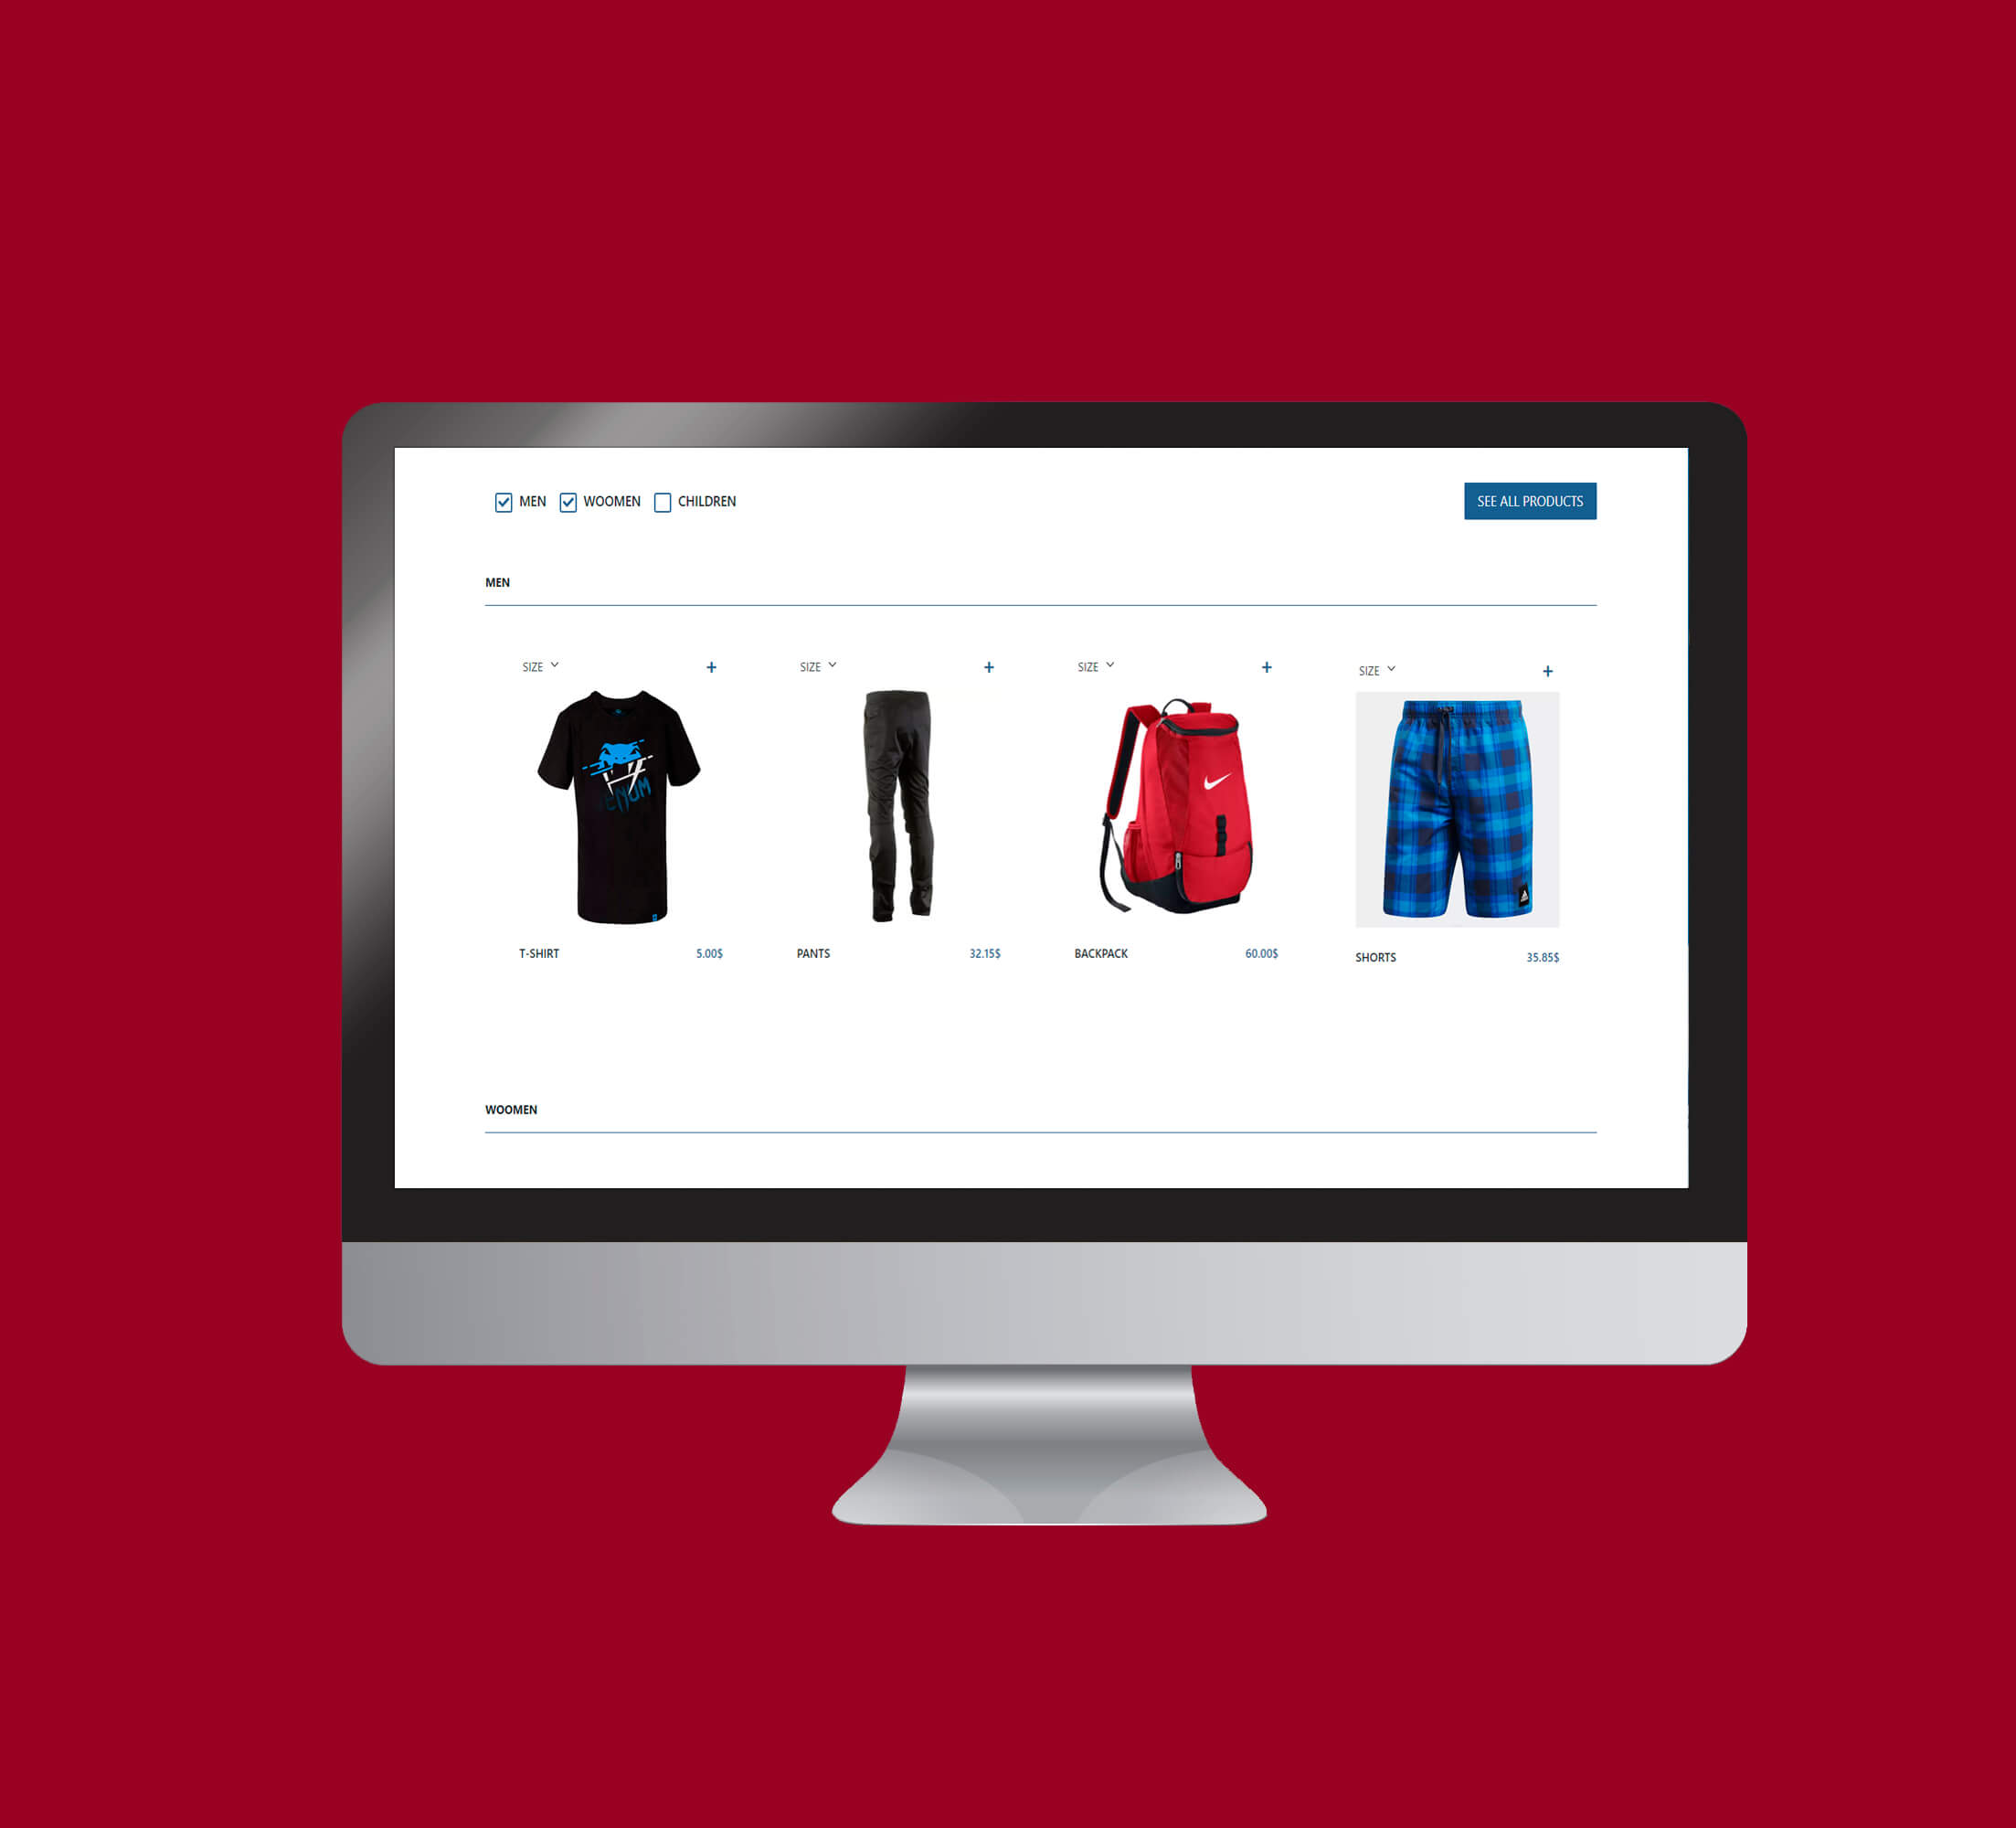 MEN WOOMEN CHILDREN SEE ALL PRODUCTS
MEN
SIZE + SIZE + SIZE + SIZE +
T-SHIRT 5.00$ PANTS 32.15$ BACKPACK 60.00$ SHORTS 35.85$
WOOMEN